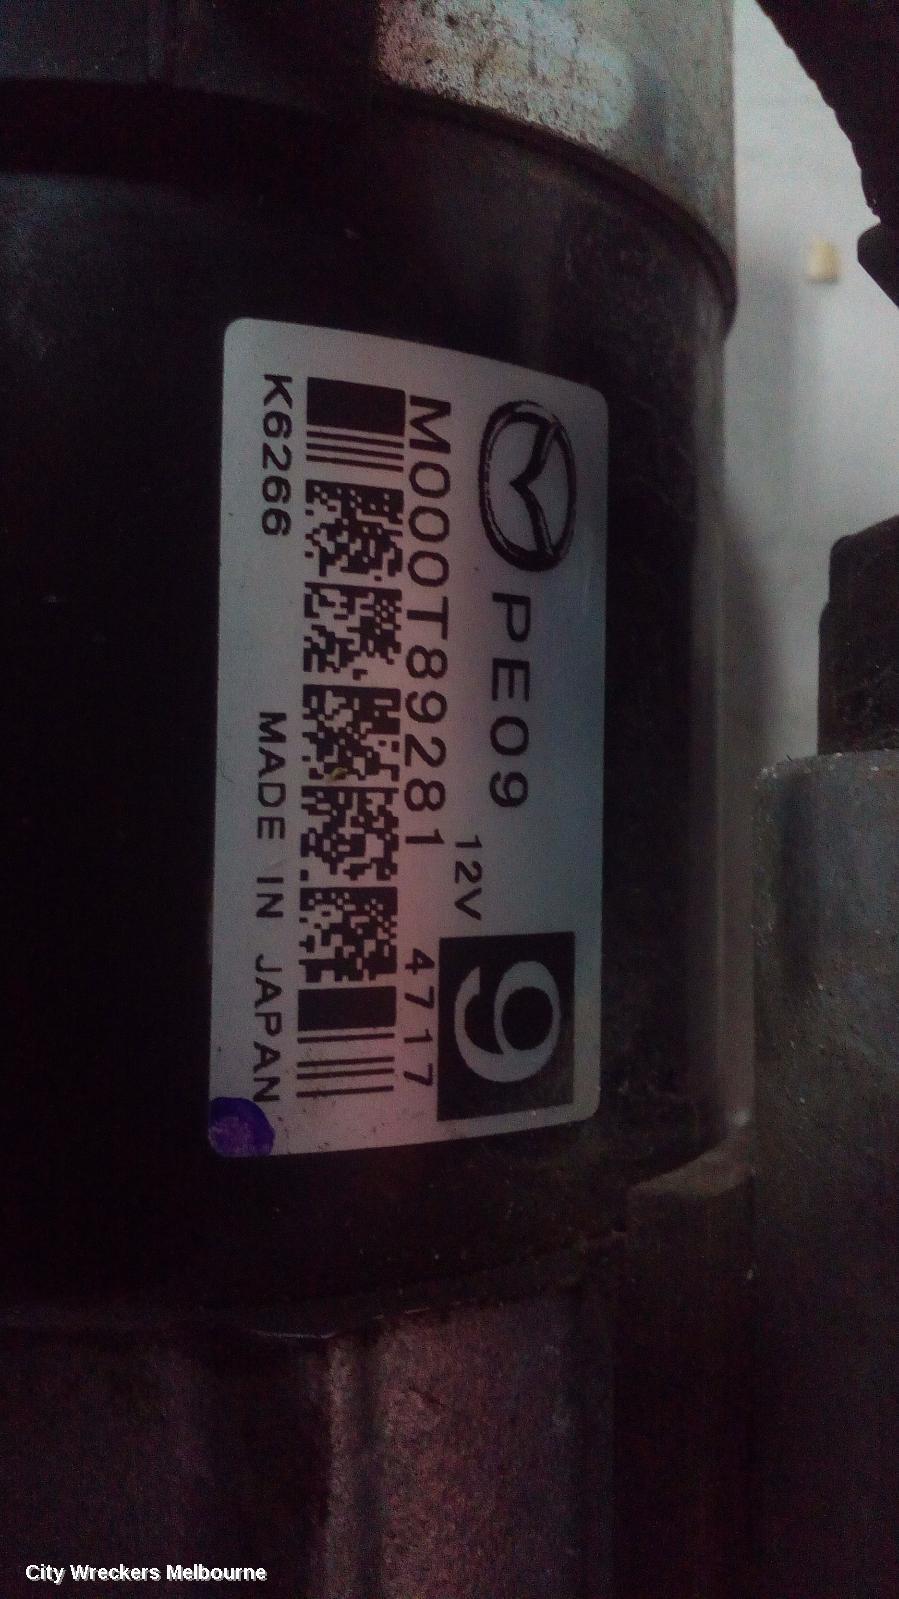 PE09
12V
9
M000T89281 4717
K6266 MADE IN JAPAN
City Wreckers Melbourne